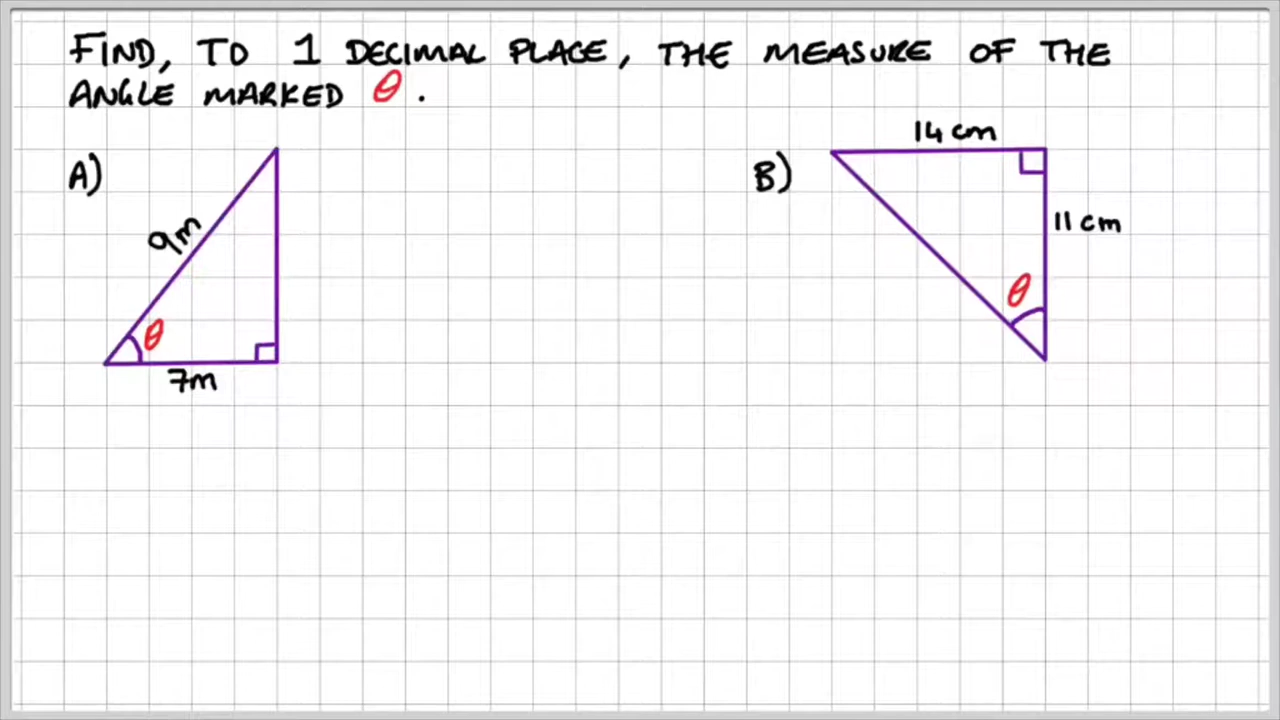 FIND, TO 1 DECIMAL PLACE, THE MEASURE OF THE
ANGLE MARKED θ.
A)
9m
θ
7m
B)
14 cm
11 cm
θ